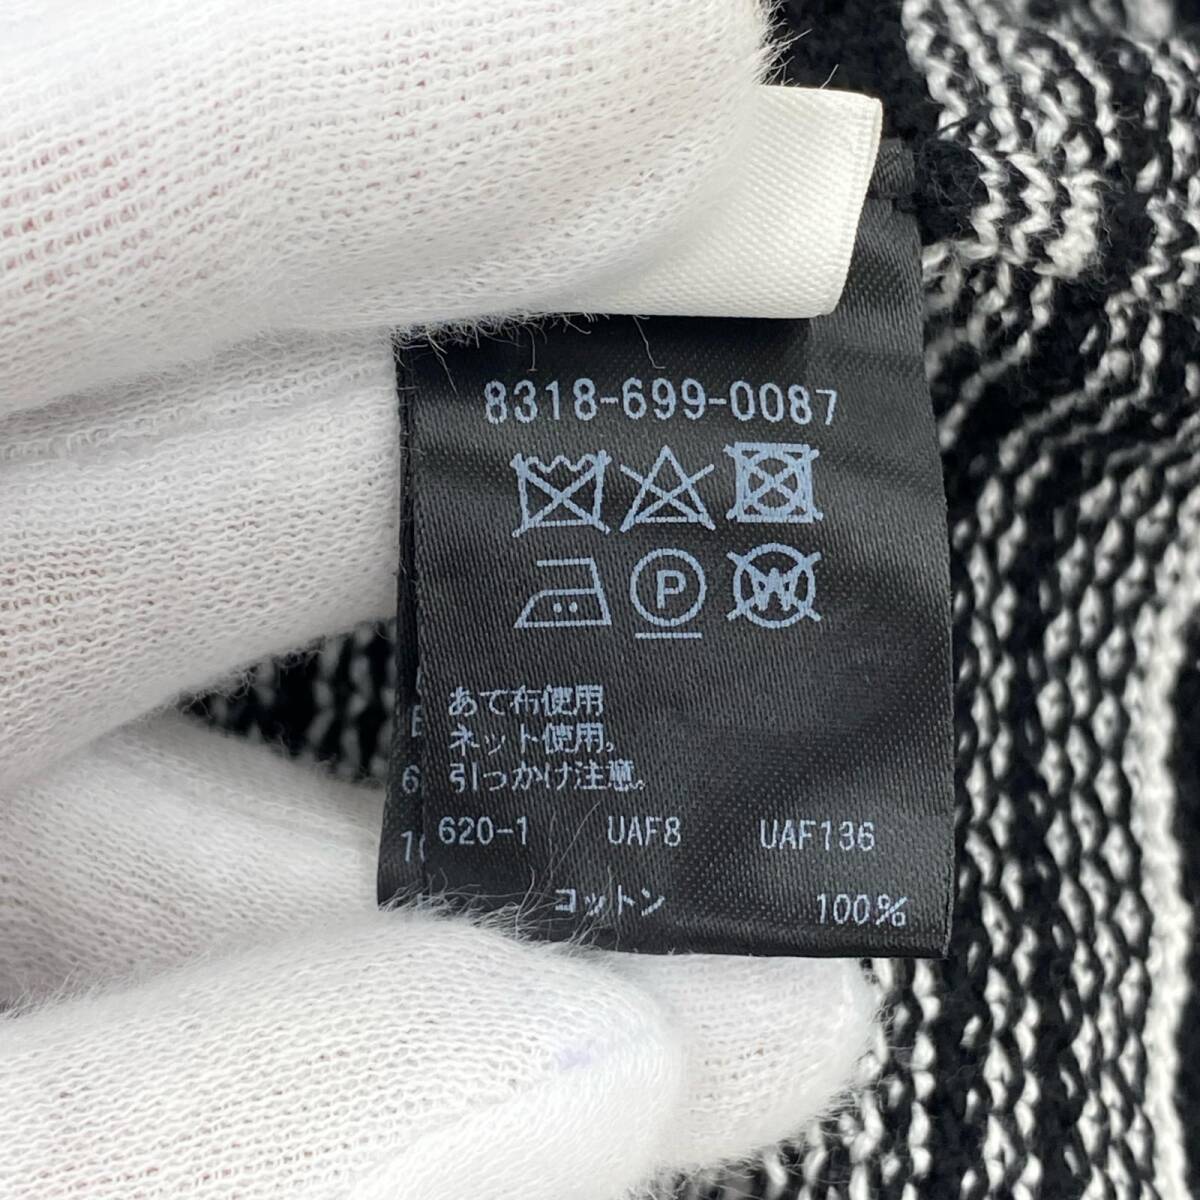 8318-699-0087
P W
あて布使用
ネット使用。
引っかけ注意。
620-1 UAF8 UAF136
コットン 100%